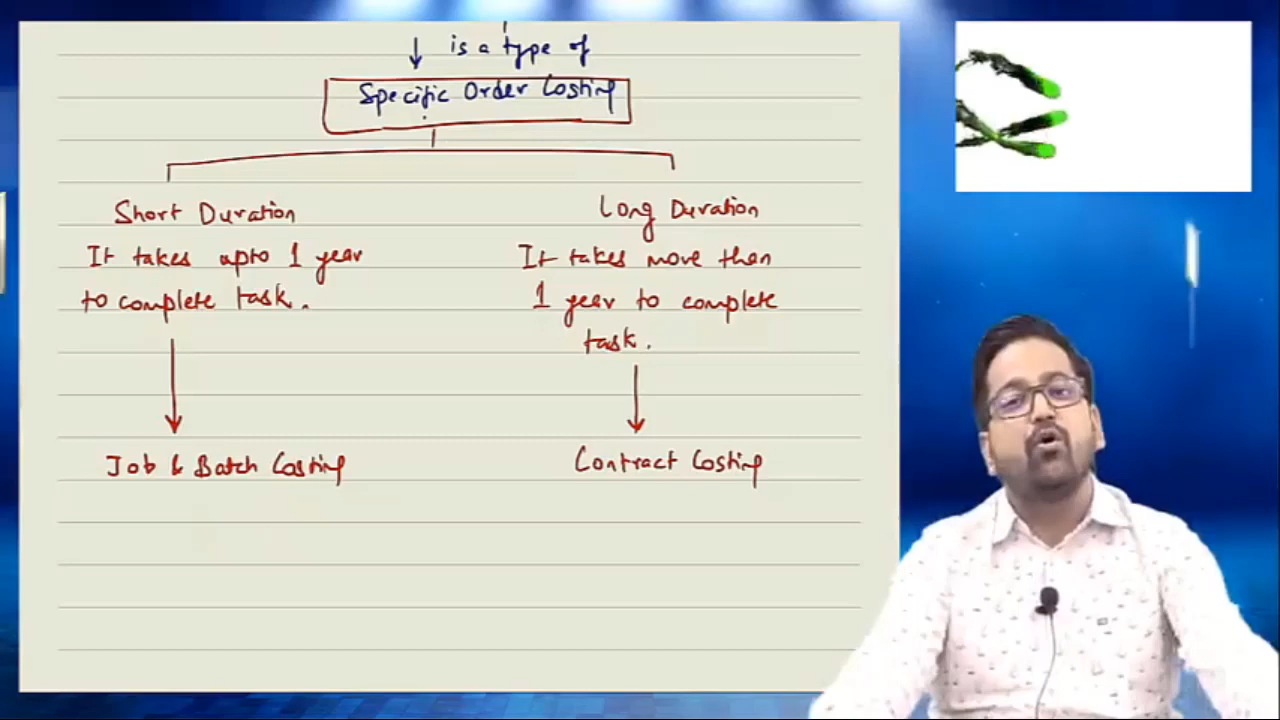 is a type of
Specific Order Costing
Short Duration
Long Duration
It takes upto 1 year
to complete task.
It takes more than
1 year to complete
task.
Job & Batch Costing
Contract Costing